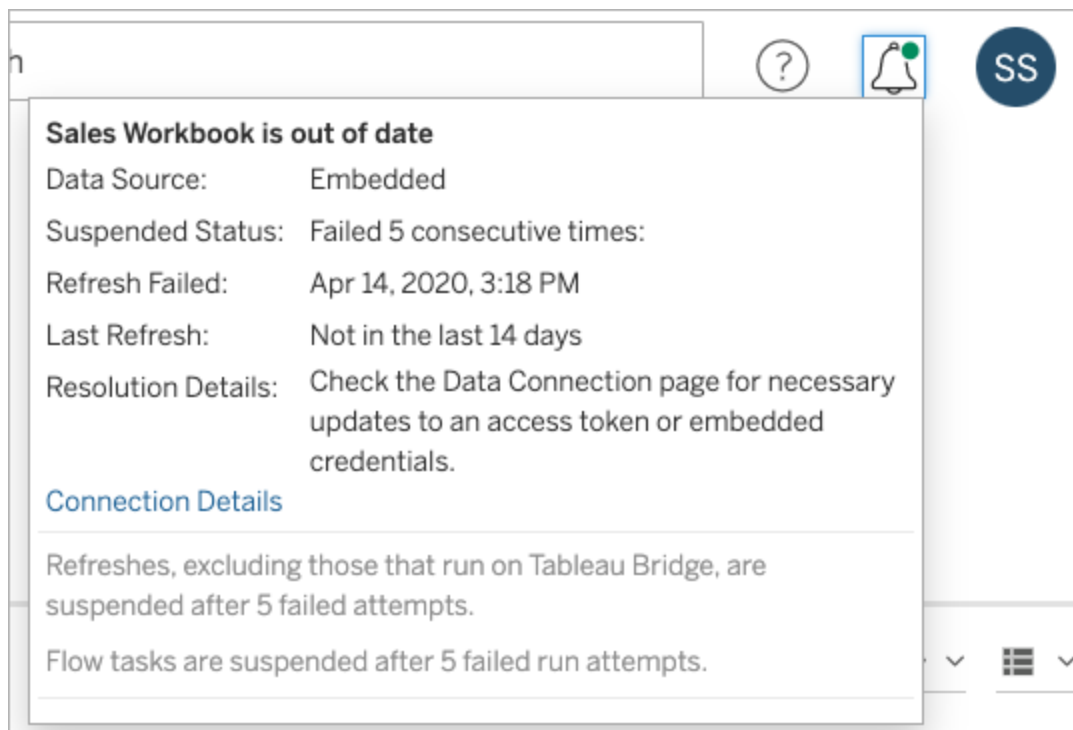 h
?
SS
Sales Workbook is out of date
Data Source: Embedded
Suspended Status: Failed 5 consecutive times:
Refresh Failed: Apr 14, 2020, 3:18 PM
Last Refresh: Not in the last 14 days
Resolution Details: Check the Data Connection page for necessary
updates to an access token or embedded
credentials.
Connection Details
Refreshes, excluding those that run on Tableau Bridge, are
suspended after 5 failed attempts.
Flow tasks are suspended after 5 failed run attempts.